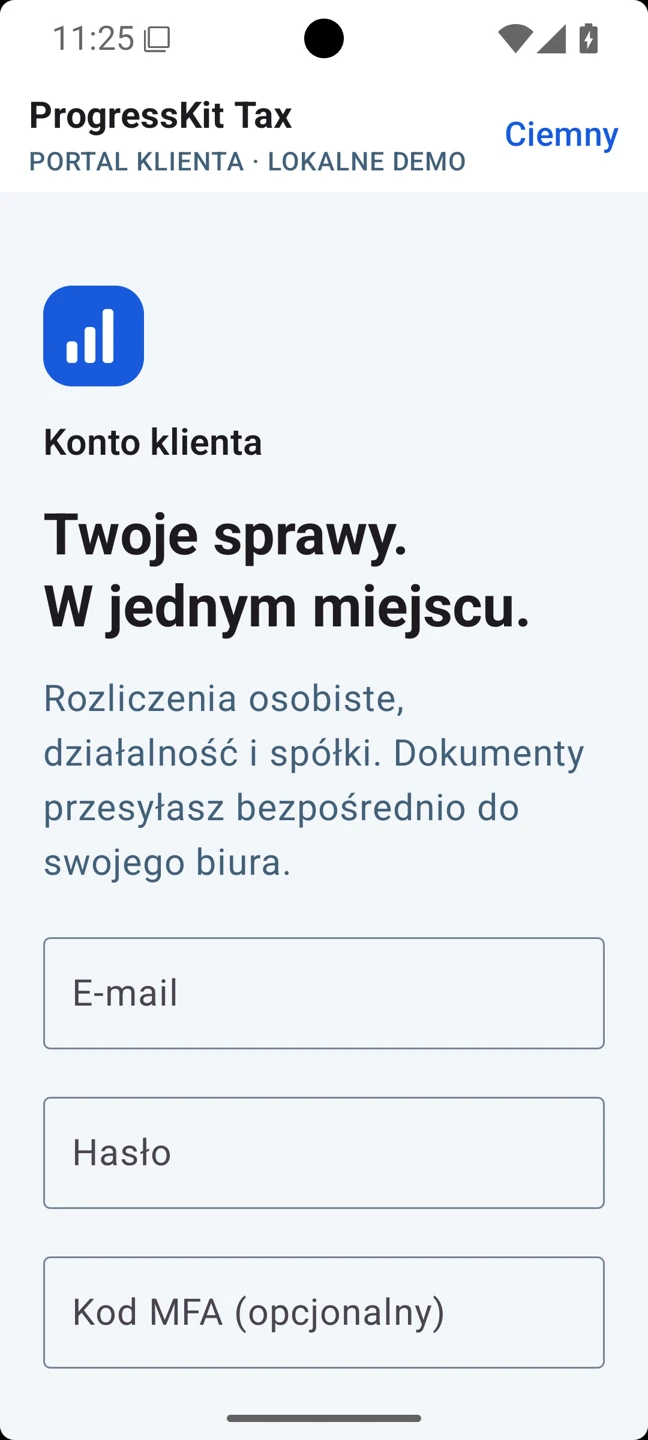 11:25
ProgressKit Tax
PORTAL KLIENTA · LOKALNE DEMO
Ciemny
Konto klienta
Twoje sprawy.
W jednym miejscu.
Rozliczenia osobiste,
działalność i spółki. Dokumenty
przesyłasz bezpośrednio do
swojego biura.
E-mail
Hasło
Kod MFA (opcjonalny)